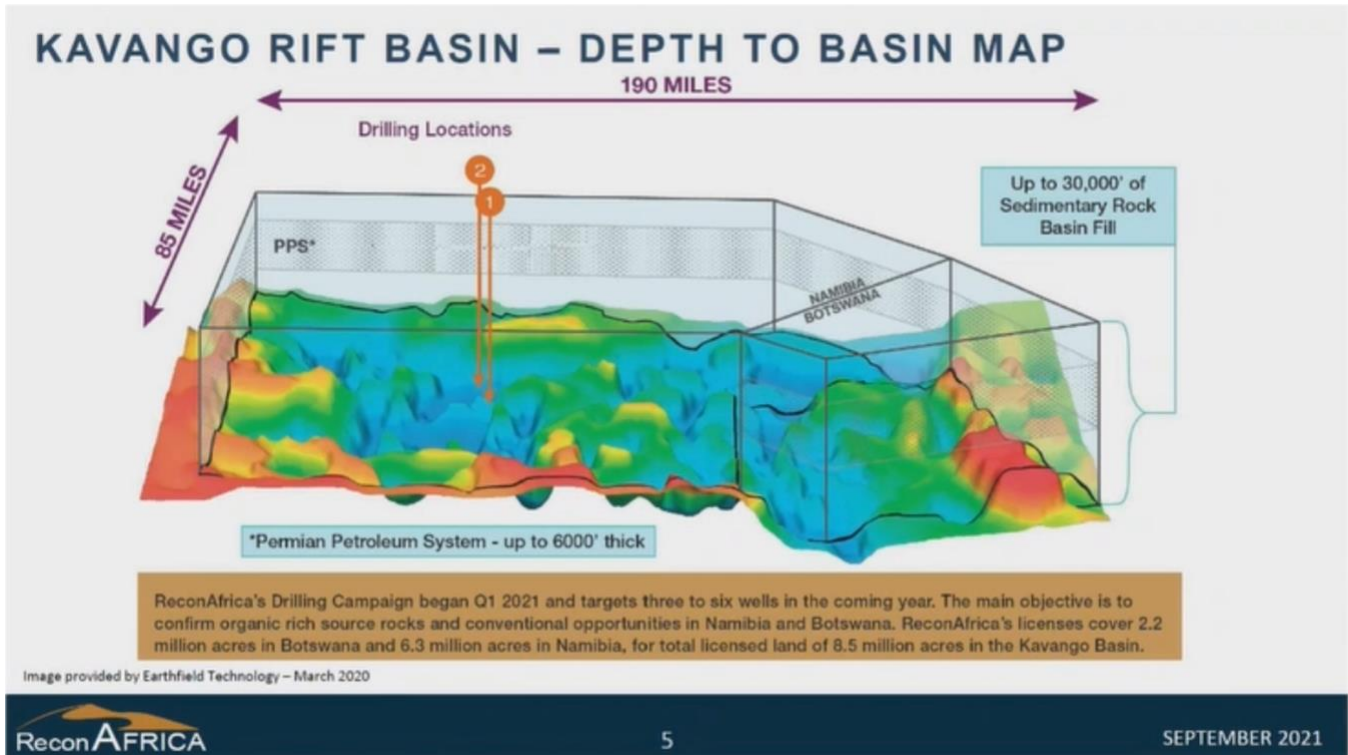 KAVANGO RIFT BASIN – DEPTH TO BASIN MAP
190 MILES
85 MILES
Drilling Locations
2
1
PPS*
NAMIBIA
BOTSWANA
Up to 30,000' of
Sedimentary Rock
Basin Fill
*Permian Petroleum System - up to 6000' thick
ReconAfrica's Drilling Campaign began Q1 2021 and targets three to six wells in the coming year. The main objective is to
confirm organic rich source rocks and conventional opportunities in Namibia and Botswana. ReconAfrica's licenses cover 2.2
million acres in Botswana and 6.3 million acres in Namibia, for total licensed land of 8.5 million acres in the Kavango Basin.
Image provided by Earthfield Technology – March 2020
ReconAFRICA
5
SEPTEMBER 2021